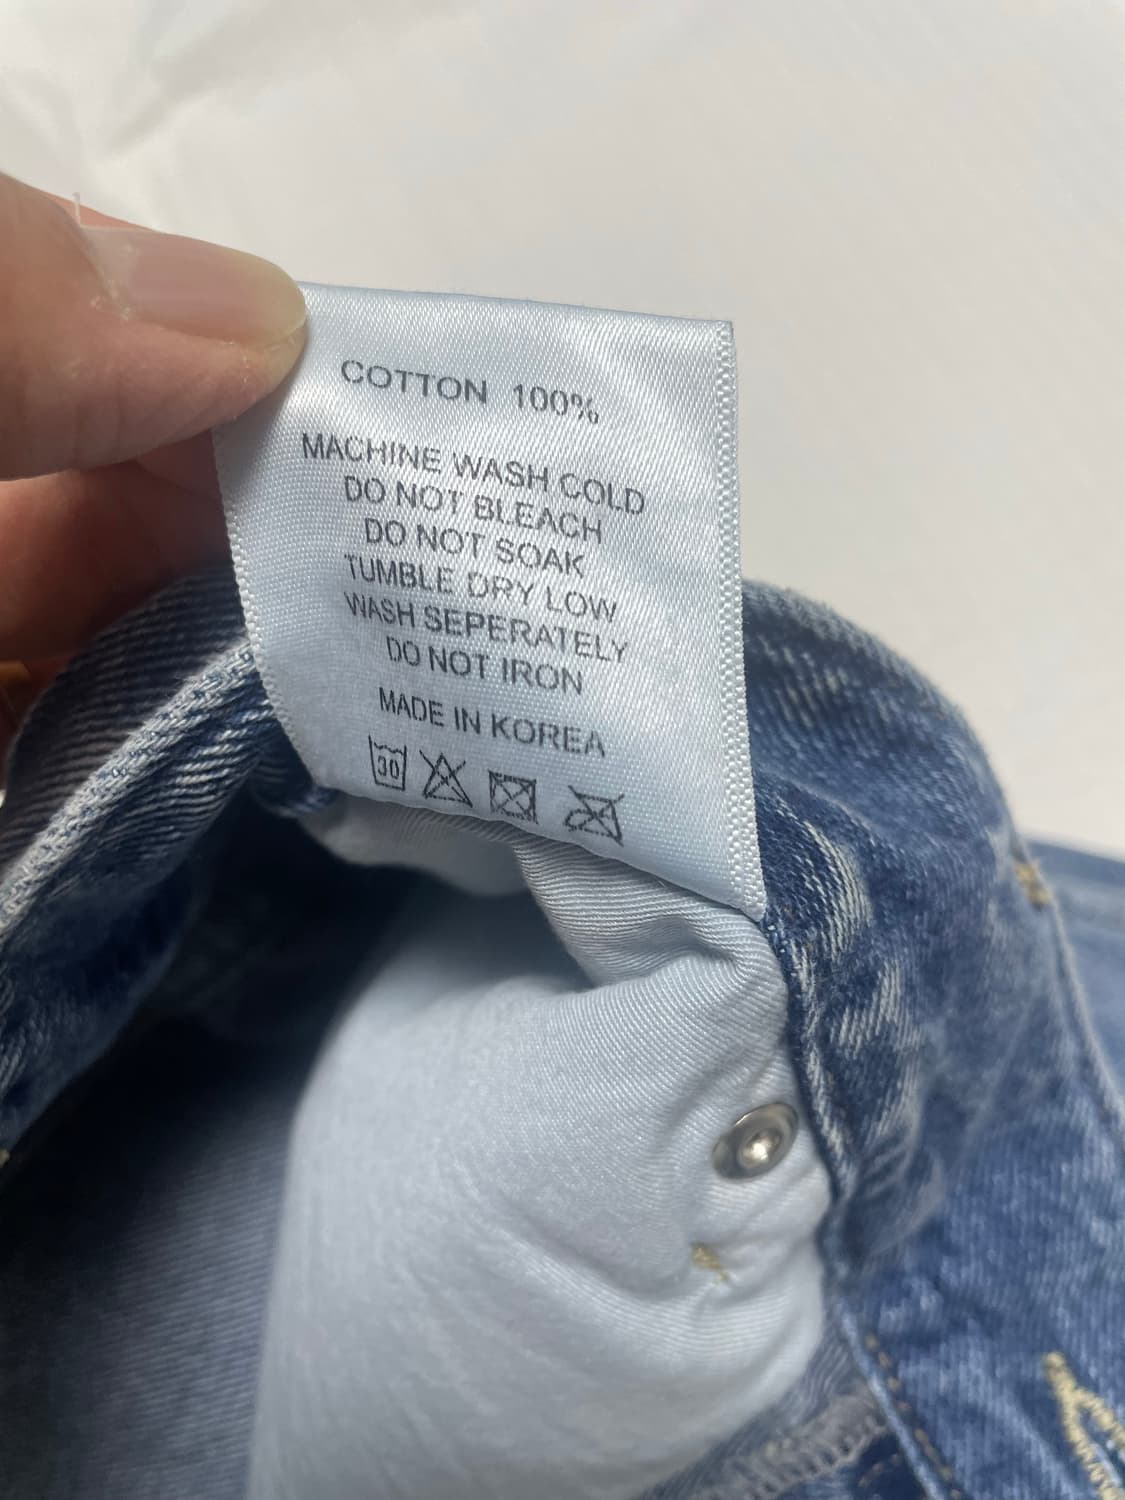 COTTON 100%
MACHINE WASH COLD
DO NOT BLEACH
DO NOT SOAK
TUMBLE DRY LOW
WASH SEPERATELY
DO NOT IRON
MADE IN KOREA
30